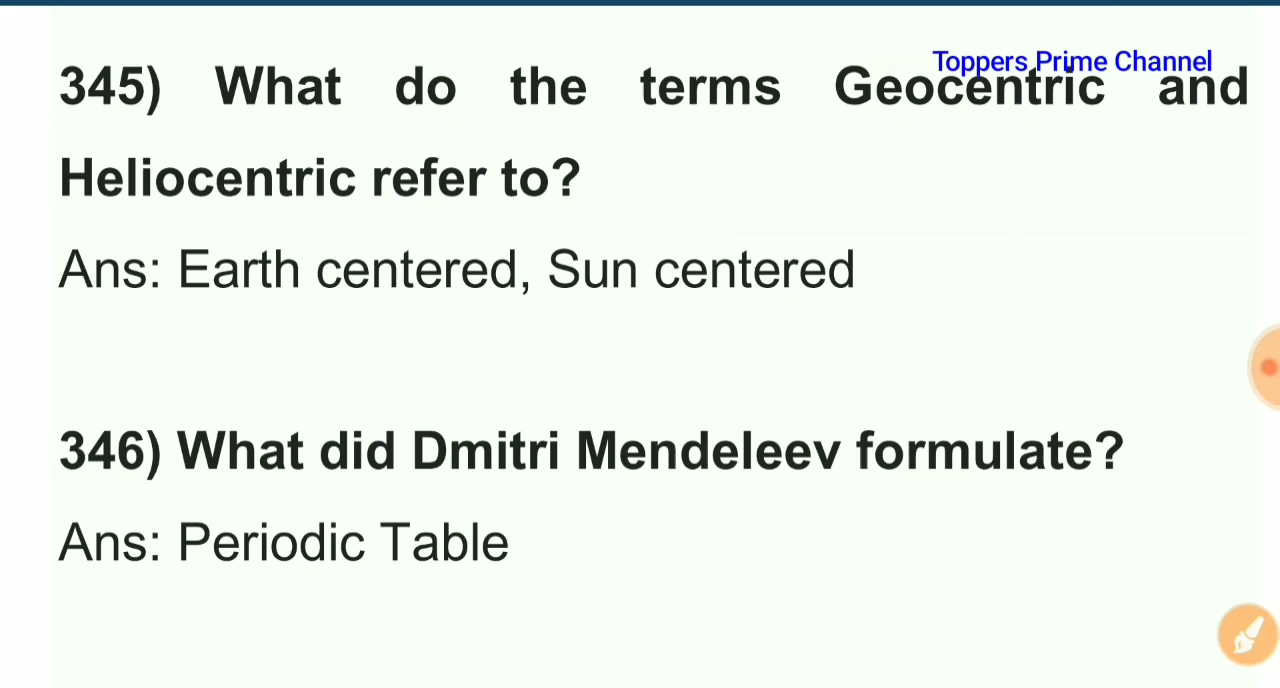 Toppers Prime Channel
345) What do the terms Geocentric and
Heliocentric refer to?
Ans: Earth centered, Sun centered
346) What did Dmitri Mendeleev formulate?
Ans: Periodic Table